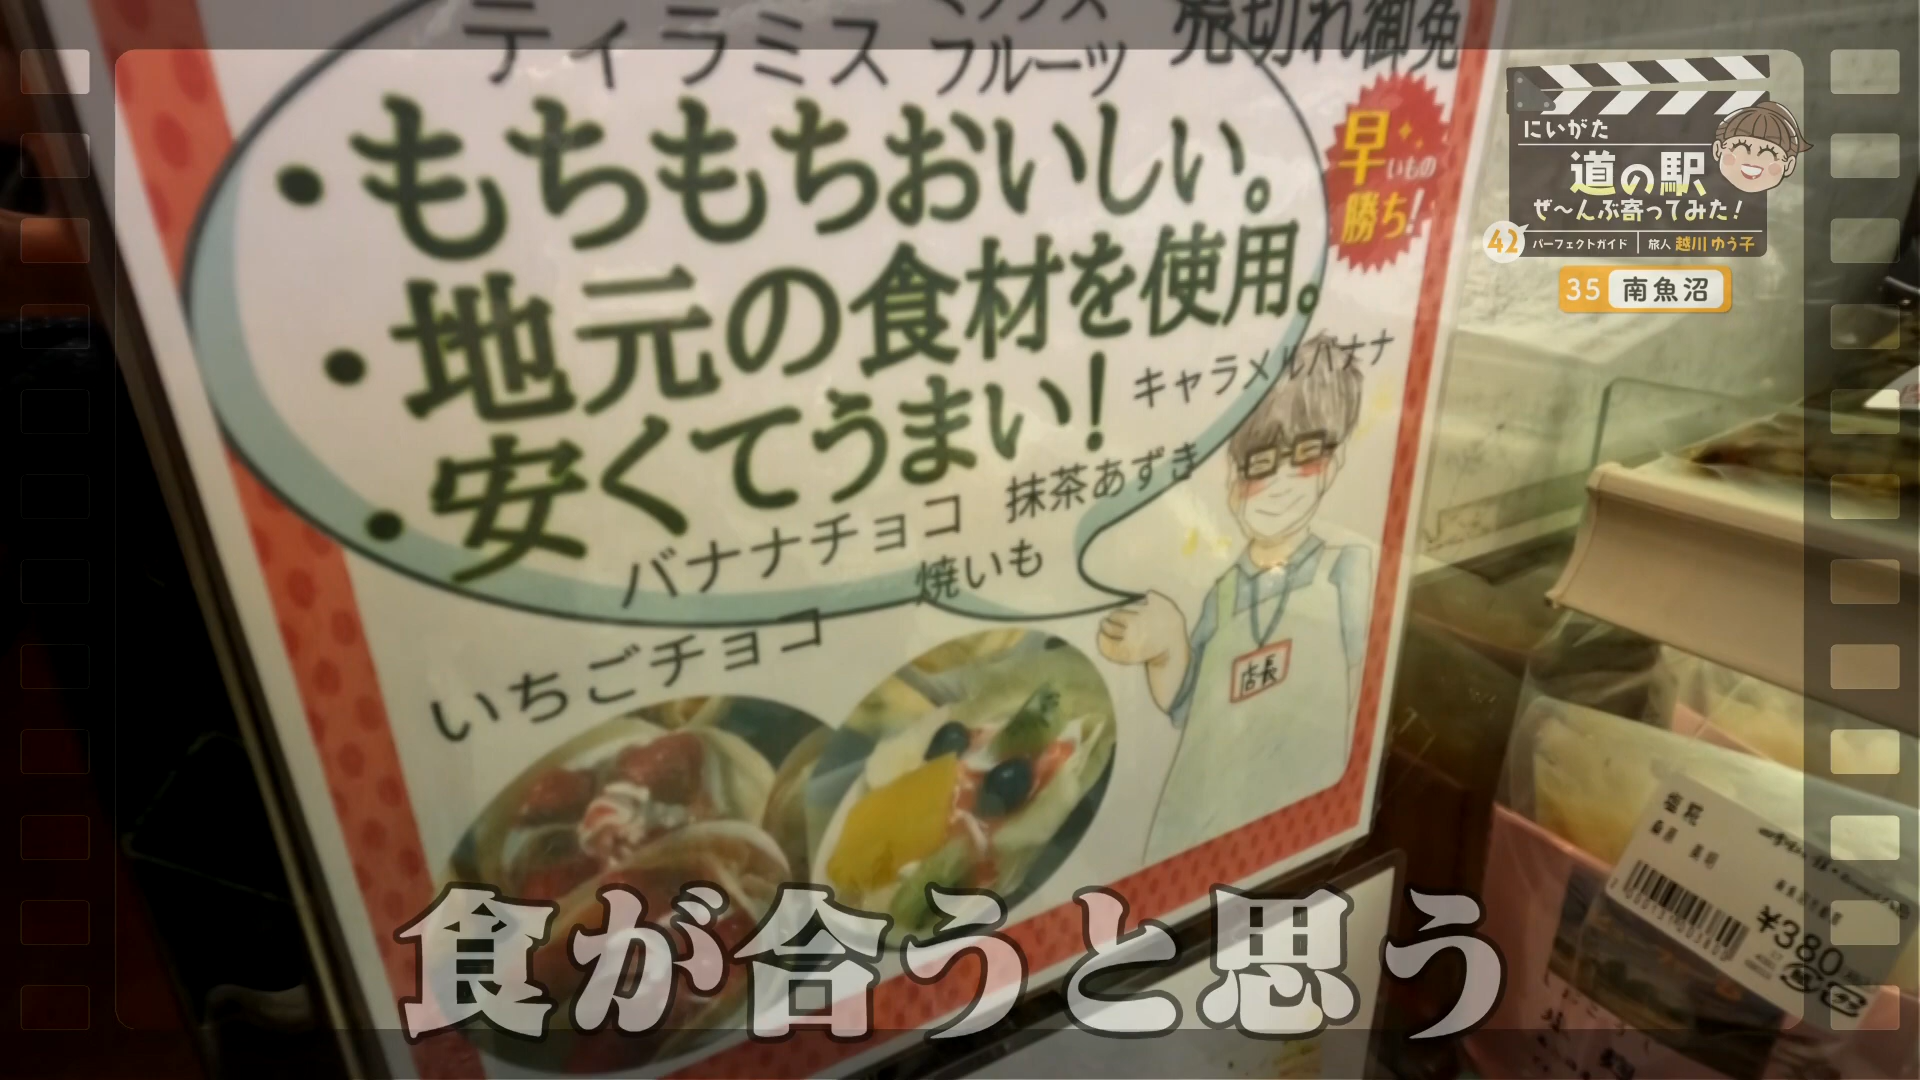 ティラミス
ミックス
フルーツ
売切れ御免
・もちもちおいしい。
・地元の食材を使用。
・安くてうまい!
早いもの
勝ち!
キャラメルバナナ
抹茶あずき
バナナチョコ
焼いも
いちごチョコ
店長
にいがた
道の駅
ぜ〜んぶ寄ってみた!
42 パーフェクトガイド 旅人 越川 ゆう子
35 南魚沼
塩糀
¥380
食が合うと思う